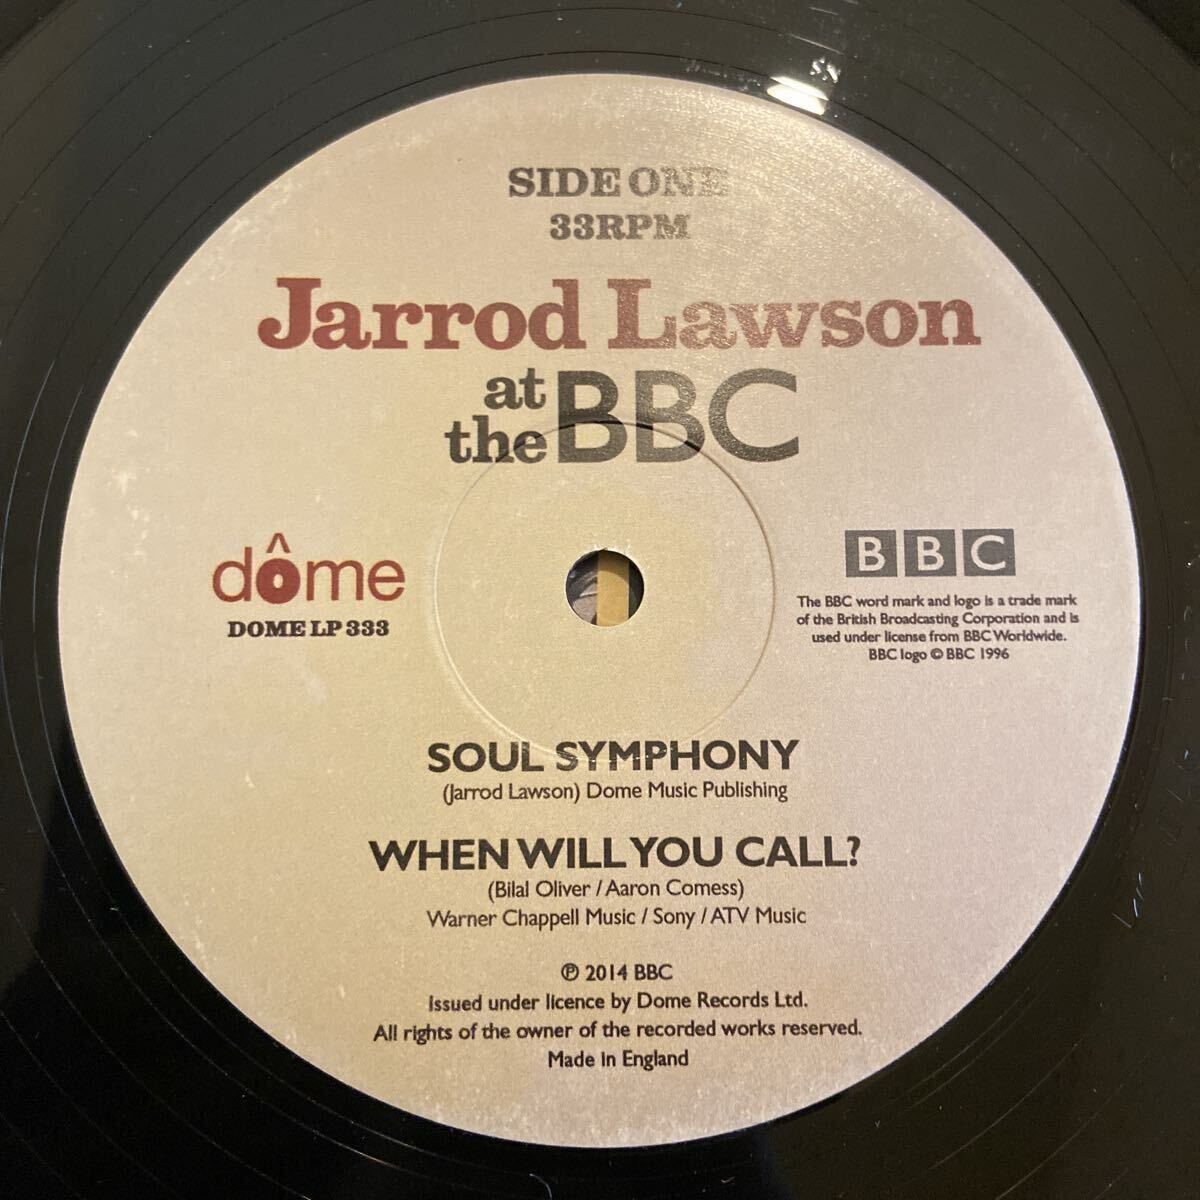 SIDE ONE
33RPM
Jarrod Lawson
at
the BBC
dôme
DOME LP 333
BBC
The BBC word mark and logo is a trade mark
of the British Broadcasting Corporation and is
used under license from BBC Worldwide.
BBC logo © BBC 1996
SOUL SYMPHONY
(Jarrod Lawson) Dome Music Publishing
WHEN WILL YOU CALL?
(Bilal Oliver / Aaron Comess)
Warner Chappell Music / Sony / ATV Music
℗ 2014 BBC
Issued under licence by Dome Records Ltd.
All rights of the owner of the recorded works reserved.
Made in England